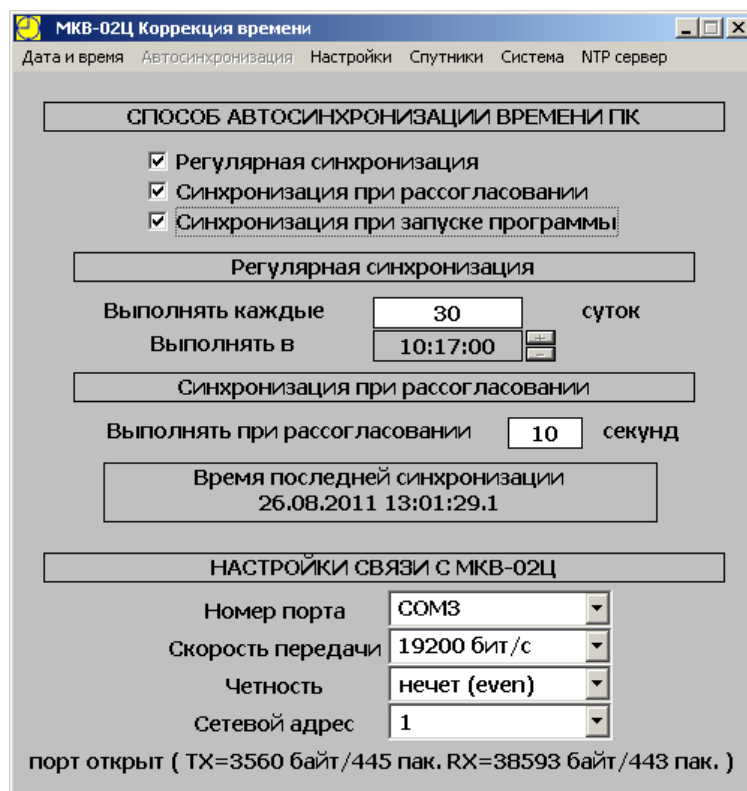 МКВ-02Ц Коррекция времени
Дата и время Автосинхронизация Настройки Спутники Система NTP сервер
СПОСОБ АВТОСИНХРОНИЗАЦИИ ВРЕМЕНИ ПК
Регулярная синхронизация
Синхронизация при рассогласовании
Синхронизация при запуске программы
Регулярная синхронизация
Выполнять каждые 30 суток
Выполнять в 10:17:00
Синхронизация при рассогласовании
Выполнять при рассогласовании 10 секунд
Время последней синхронизации
26.08.2011 13:01:29.1
НАСТРОЙКИ СВЯЗИ С МКВ-02Ц
Номер порта COM3
Скорость передачи 19200 бит/с
Четность нечет (even)
Сетевой адрес 1
порт открыт ( TX=3560 байт/445 пак. RX=38593 байт/443 пак. )